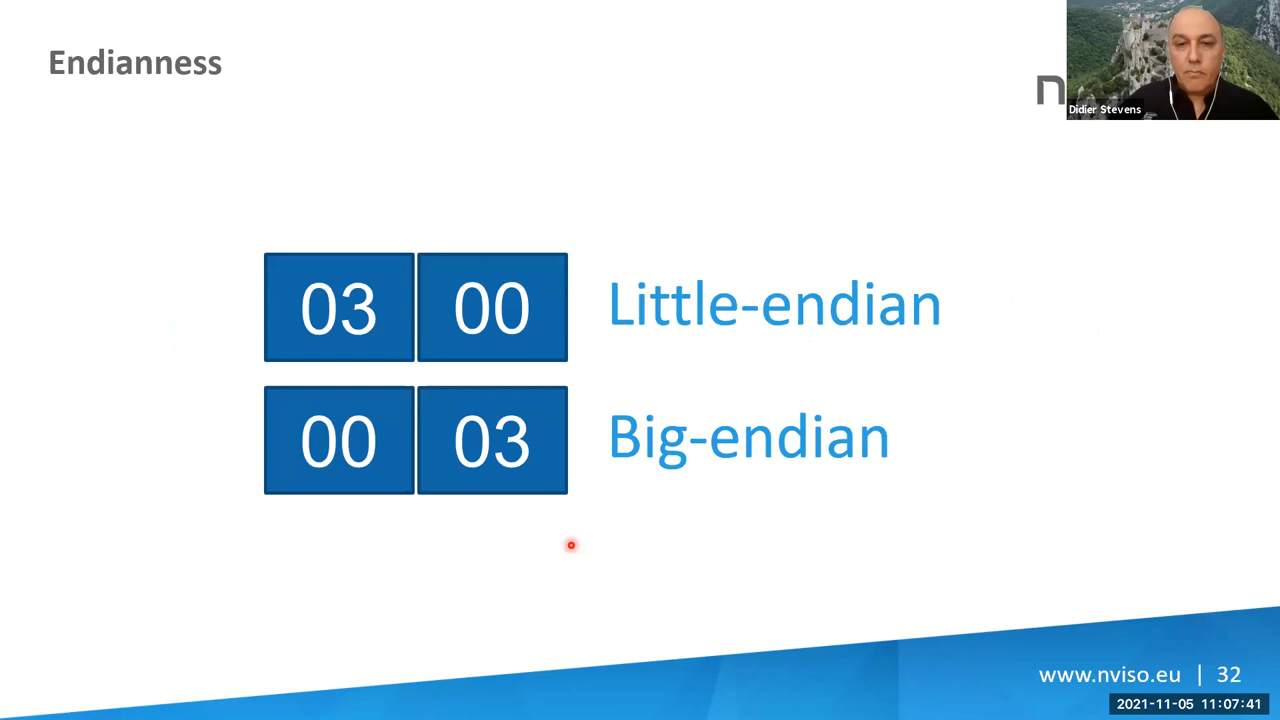 Endianness
Didier Stevens
03 00 Little-endian
00 03 Big-endian
www.nviso.eu | 32
2021-11-05 11:07:41